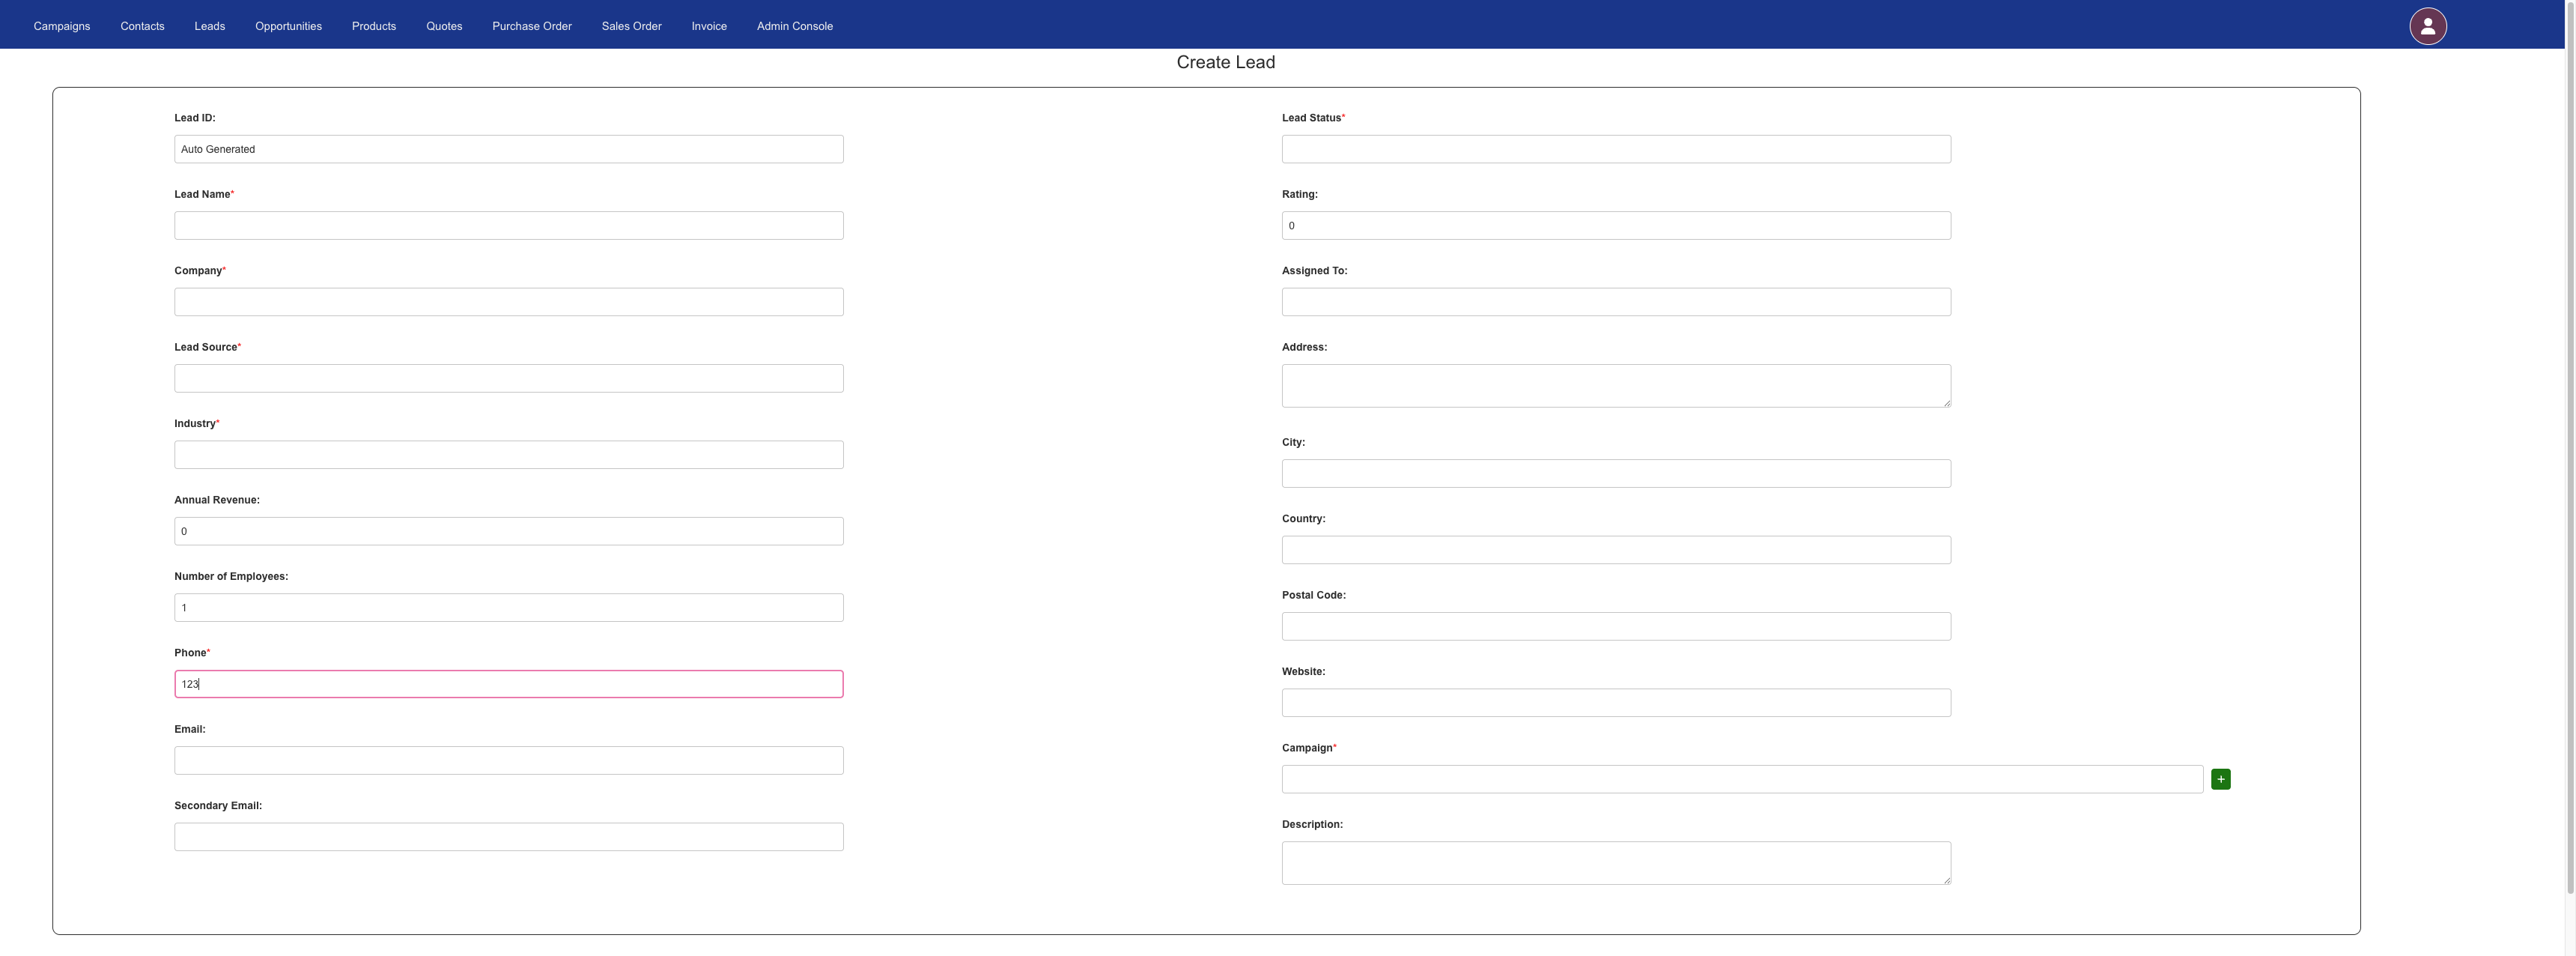 Campaigns Contacts Leads Opportunities Products Quotes Purchase Order Sales Order Invoice Admin Console
Create Lead
Lead ID:
Auto Generated
Lead Name*
Company*
Lead Source*
Industry*
Annual Revenue:
0
Number of Employees:
1
Phone*
123
Email:
Secondary Email:
Lead Status*
Rating:
0
Assigned To:
Address:
City:
Country:
Postal Code:
Website:
Campaign*
+
Description: